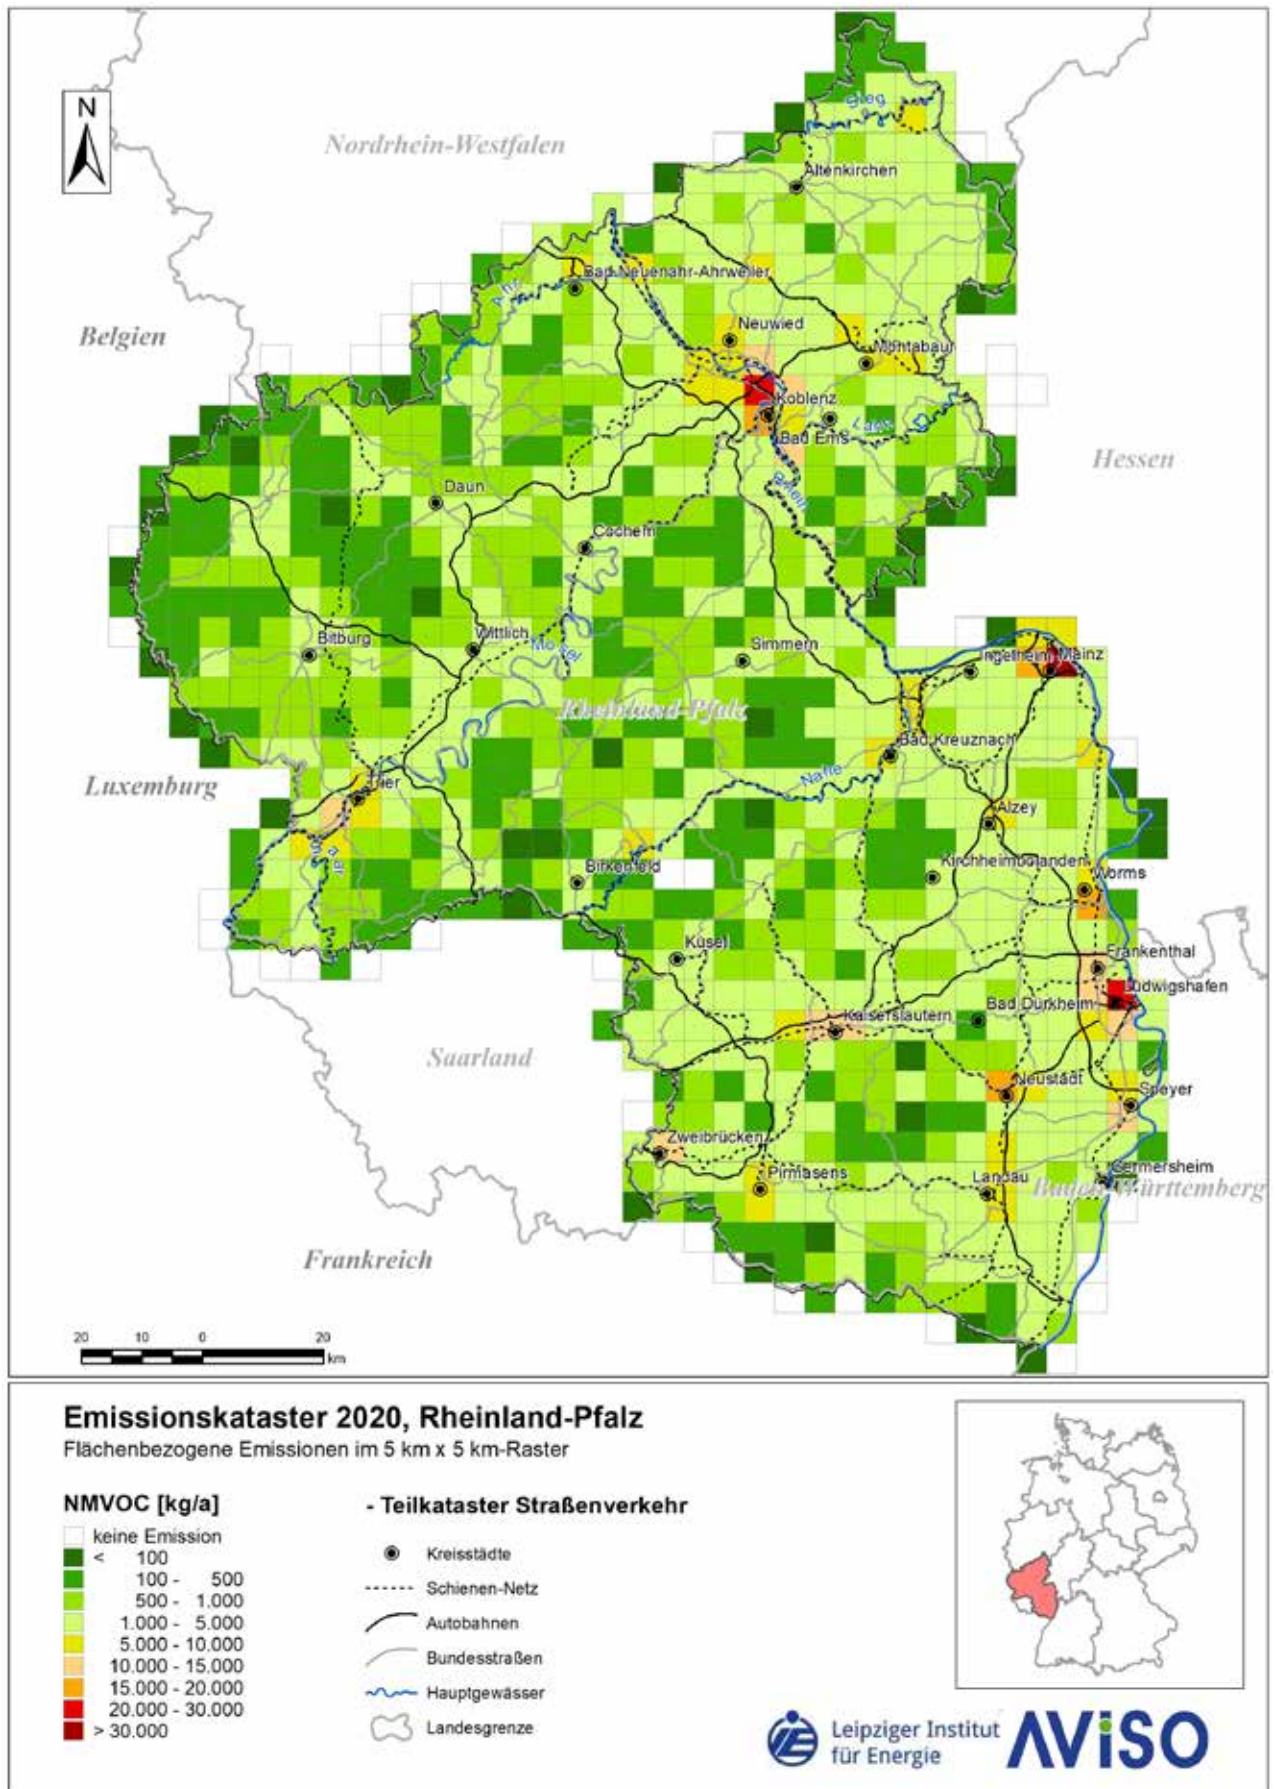 N
Nordrhein-Westfalen
Sieg
Altenkirchen
Ahr
Bad Neuenahr-Ahrweiler
Belgien
Neuwied
Montabaur
Koblenz
Lahn
Bad Ems
Hessen
Rhein
Daun
Cochem
Bitburg
Wittlich
Mosel
Simmern
Ingelheim
Mainz
Rheinland-Pfalz
Bad Kreuznach
Luxemburg
Trier
Nahe
Alzey
Saar
Birkenfeld
Kirchheimbolanden
Worms
Kusel
Frankenthal
Ludwigshafen
Bad Dürkheim
Kaiserslautern
Saarland
Neustadt
Speyer
Zweibrücken
Pirmasens
Landau
Germersheim
Baden-Württemberg
Frankreich
20 10 0 20
km
Emissionskataster 2020, Rheinland-Pfalz
Flächenbezogene Emissionen im 5 km x 5 km-Raster
NMVOC [kg/a]
keine Emission
< 100
100 - 500
500 - 1.000
1.000 - 5.000
5.000 - 10.000
10.000 - 15.000
15.000 - 20.000
20.000 - 30.000
> 30.000
- Teilkataster Straßenverkehr
Kreisstädte
Schienen-Netz
Autobahnen
Bundesstraßen
Hauptgewässer
Landesgrenze
Leipziger Institut
für Energie
AViSO